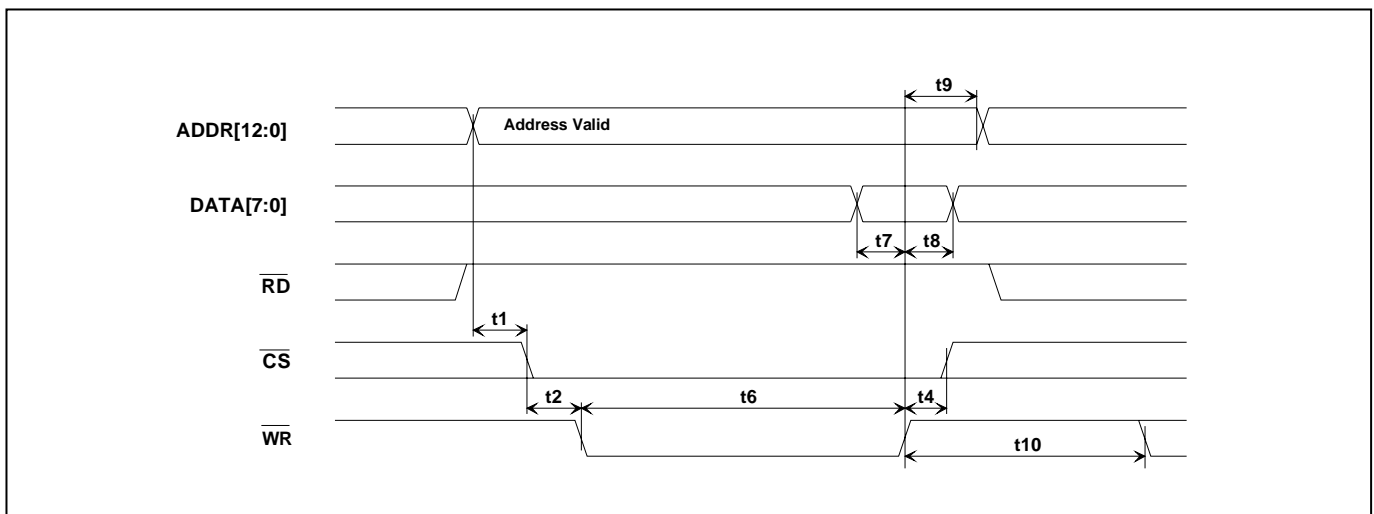 t9
ADDR[12:0]
Address Valid
DATA[7:0]
t7
t8
RD
t1
CS
t2
t6
t4
WR
t10